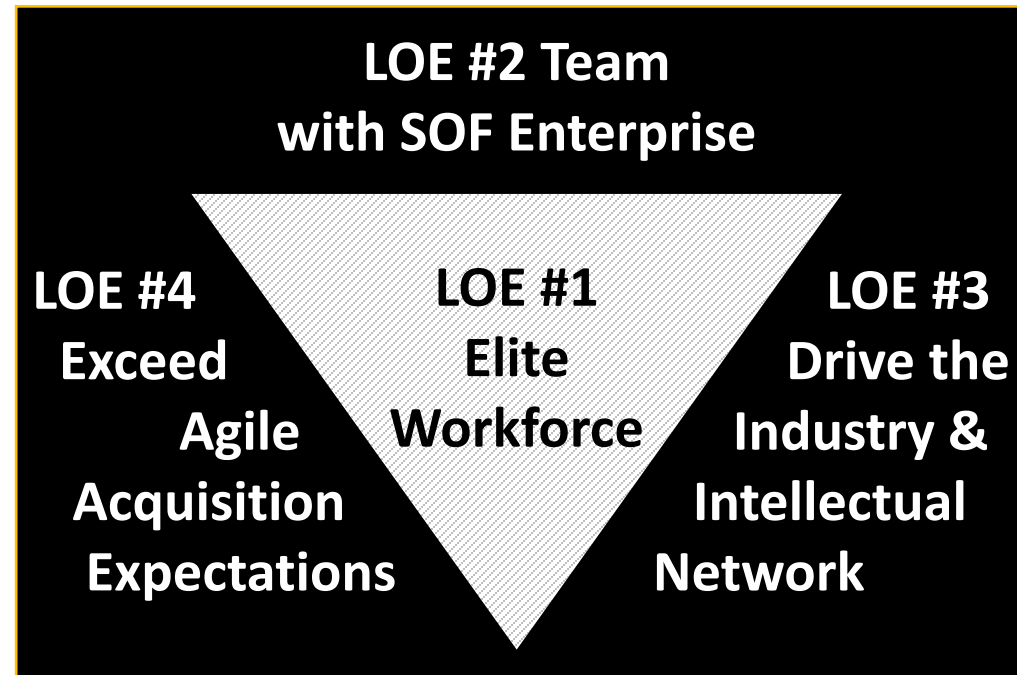 LOE #2 Team
with SOF Enterprise
LOE #4
Exceed
Agile
Acquisition
Expectations
LOE #1
Elite
Workforce
LOE #3
Drive the
Industry &
Intellectual
Network